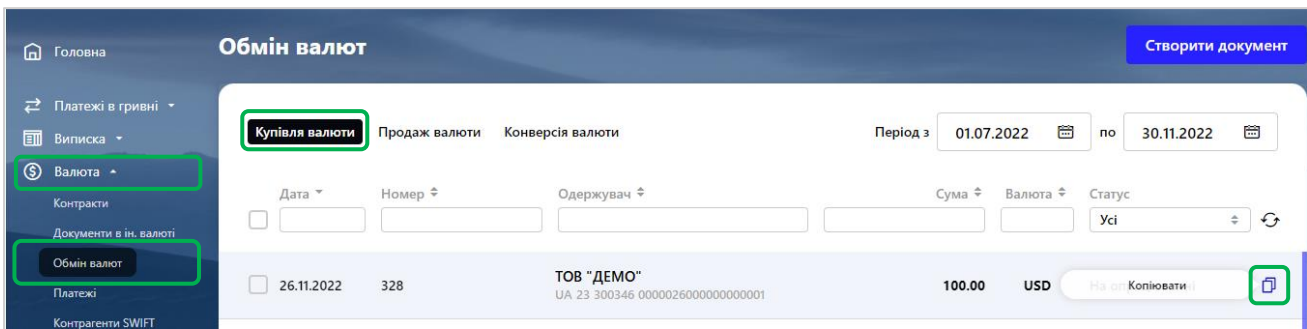 Головна
Платежі в гривні
Виписка
Валюта
Контракти
Документи в ін. валюті
Обмін валют
Платежі
Контрагенти SWIFT
Обмін валют
Створити документ
Купівля валюти Продаж валюти Конверсія валюти Період з 01.07.2022 по 30.11.2022
Дата Номер Одержувач Сума Валюта Статус
Усі
26.11.2022 328 ТОВ "ДЕМО" 100.00 USD Копіювати
UA 23 300346 0000026000000000001